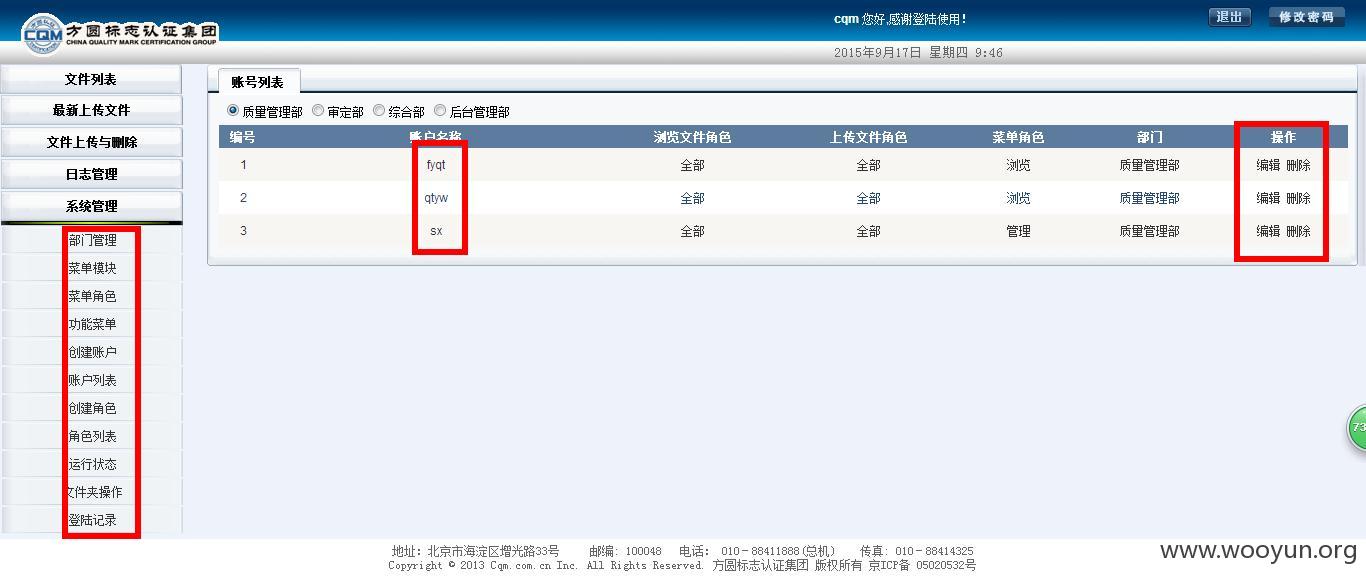 CQM 方圆标志认证集团
CHINA QUALITY MARK CERTIFICATION GROUP
cqm 您好,感谢登陆使用！
退出 修改密码
2015年9月17日 星期四 9:46
文件列表
最新上传文件
文件上传与删除
日志管理
系统管理
部门管理
菜单模块
菜单角色
功能菜单
创建账户
账户列表
创建角色
角色列表
运行状态
文件夹操作
登陆记录
账号列表
质量管理部 审定部 综合部 后台管理部
编号 账户名称 浏览文件角色 上传文件角色 菜单角色 部门 操作
1 fyqt 全部 全部 浏览 质量管理部 编辑 删除
2 qtyw 全部 全部 浏览 质量管理部 编辑 删除
3 sx 全部 全部 管理 质量管理部 编辑 删除
73
地址：北京市海淀区增光路33号 邮编：100048 电话：010－88411888(总机) 传真：010－88414325
Copyright © 2013 Cqm.com.cn Inc. All Rights Reserved. 方圆标志认证集团 版权所有 京ICP备 05020532号
www.wooyun.org